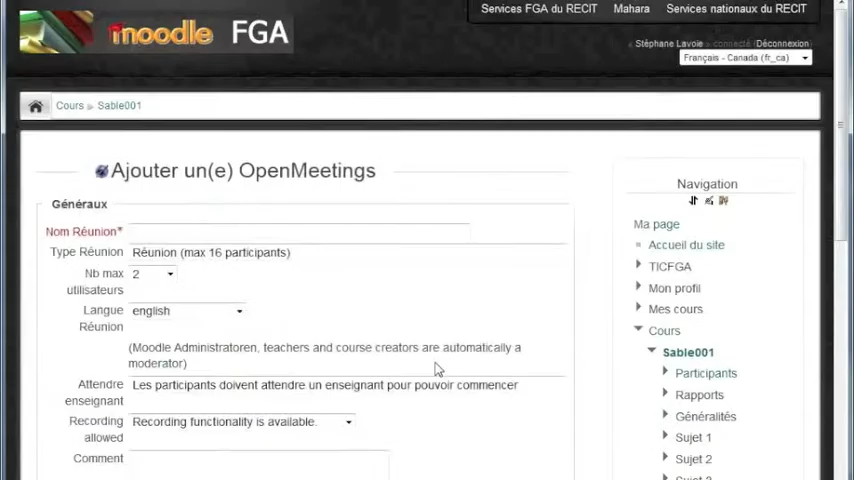 Services FGA du RECIT Mahara Services nationaux du RECIT
moodle FGA
Stéphane Lavoie connecté (Déconnexion)
Français - Canada (fr_ca)
Cours Sable001
Ajouter un(e) OpenMeetings
Généraux
Nom Réunion*
Type Réunion Réunion (max 16 participants)
Nb max utilisateurs 2
Langue Réunion english
(Moodle Administratoren, teachers and course creators are automatically a
moderator)
Attendre enseignant Les participants doivent attendre un enseignant pour pouvoir commencer
Recording allowed Recording functionality is available.
Comment
Navigation
Ma page
Accueil du site
TICFGA
Mon profil
Mes cours
Cours
Sable001
Participants
Rapports
Généralités
Sujet 1
Sujet 2